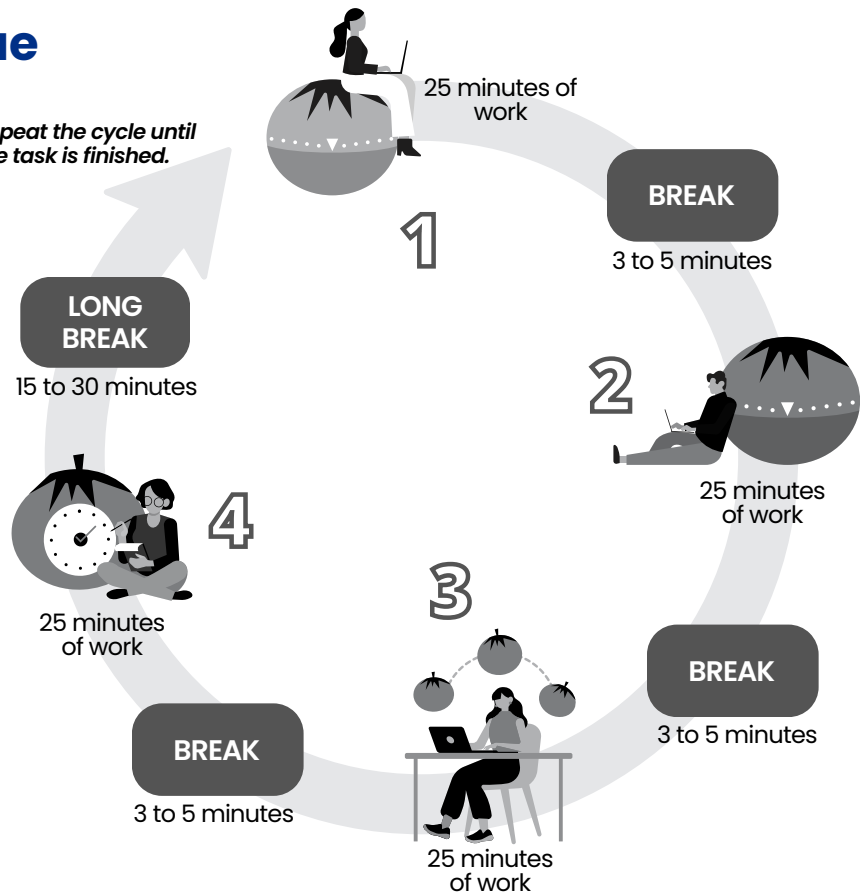 ue
peat the cycle until
e task is finished.
25 minutes of
work
1
BREAK
3 to 5 minutes
2
25 minutes
of work
BREAK
3 to 5 minutes
3
25 minutes
of work
BREAK
3 to 5 minutes
4
25 minutes
of work
LONG
BREAK
15 to 30 minutes